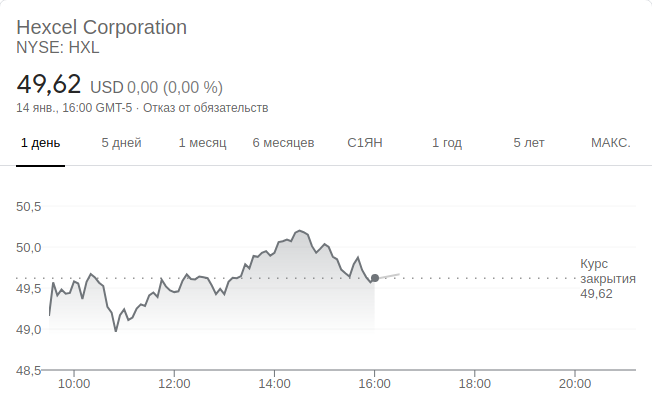 Hexcel Corporation
NYSE: HXL
49,62 USD 0,00 (0,00 %)
14 янв., 16:00 GMT-5 · Отказ от обязательств
1 день 5 дней 1 месяц 6 месяцев С1ЯН 1 год 5 лет МАКС.
50,5
50,0
49,5
49,0
48,5
Курс
закрытия
49,62
10:00 12:00 14:00 16:00 18:00 20:00